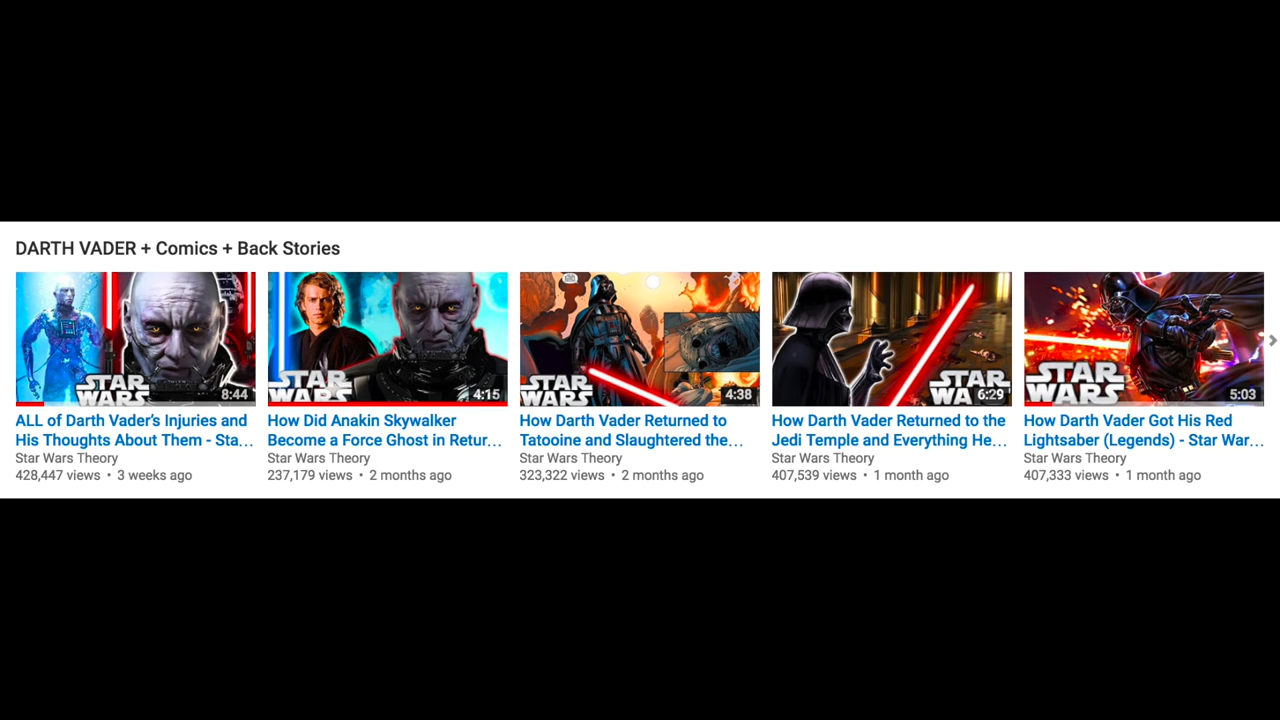 DARTH VADER + Comics + Back Stories
STAR
WARS
8:44
STAR
WARS
4:15
STAR
WARS
4:38
STAR
WA
6:29
STAR
WARS
5:03
ALL of Darth Vader's Injuries and
His Thoughts About Them - Sta...
Star Wars Theory
428,447 views • 3 weeks ago
How Did Anakin Skywalker
Become a Force Ghost in Retur...
Star Wars Theory
237,179 views • 2 months ago
How Darth Vader Returned to
Tatooine and Slaughtered the...
Star Wars Theory
323,322 views • 2 months ago
How Darth Vader Returned to the
Jedi Temple and Everything He...
Star Wars Theory
407,539 views • 1 month ago
How Darth Vader Got His Red
Lightsaber (Legends) - Star War...
Star Wars Theory
407,333 views • 1 month ago